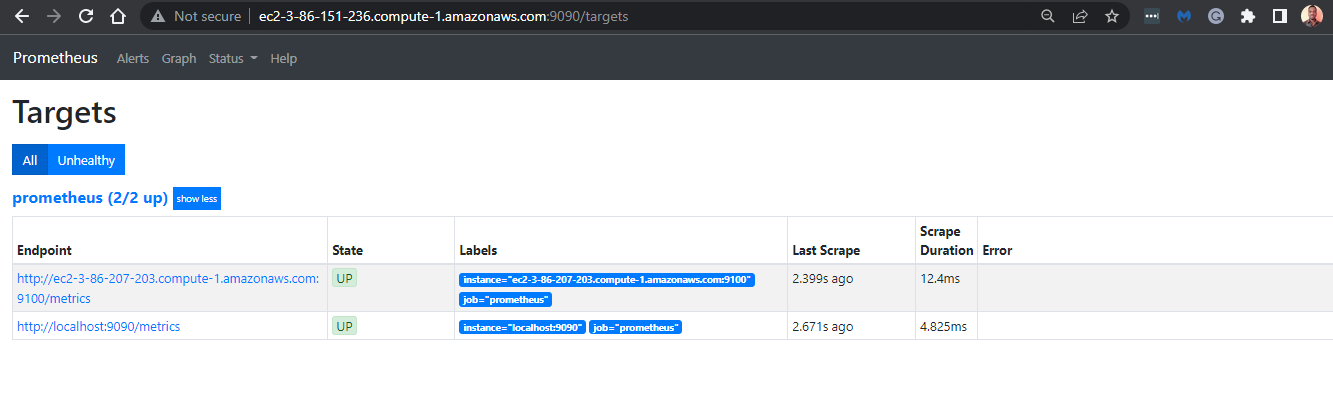 Not secure ec2-3-86-151-236.compute-1.amazonaws.com:9090/targets
Prometheus Alerts Graph Status Help
Targets
All Unhealthy
prometheus (2/2 up) show less
Scrape
Endpoint State Labels Last Scrape Duration Error
http://ec2-3-86-207-203.compute-1.amazonaws.com: UP instance="ec2-3-86-207-203.compute-1.amazonaws.com:9100" 2.399s ago 12.4ms
9100/metrics job="prometheus"
http://localhost:9090/metrics UP instance="localhost:9090" job="prometheus" 2.671s ago 4.825ms